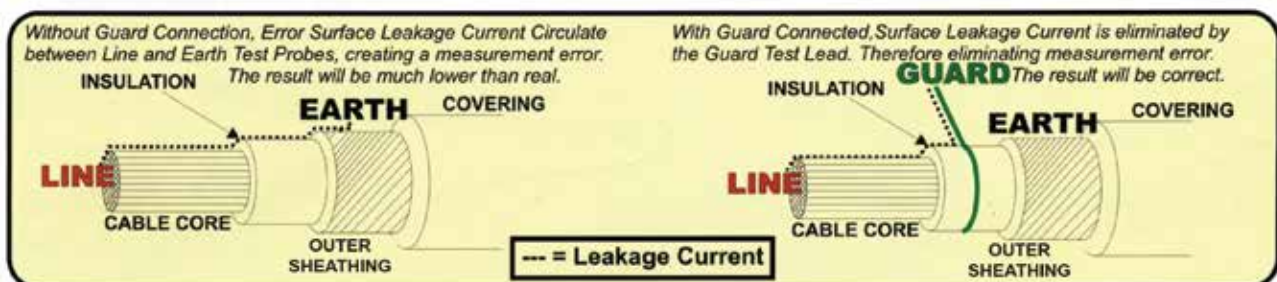 Without Guard Connection, Error Surface Leakage Current Circulate
between Line and Earth Test Probes, creating a measurement error.
The result will be much lower than real.
INSULATION
EARTH
COVERING
LINE
CABLE CORE
OUTER
SHEATHING
--- = Leakage Current
With Guard Connected,Surface Leakage Current is eliminated by
the Guard Test Lead. Therefore eliminating measurement error.
GUARD
The result will be correct.
INSULATION
EARTH
COVERING
LINE
CABLE CORE
OUTER
SHEATHING